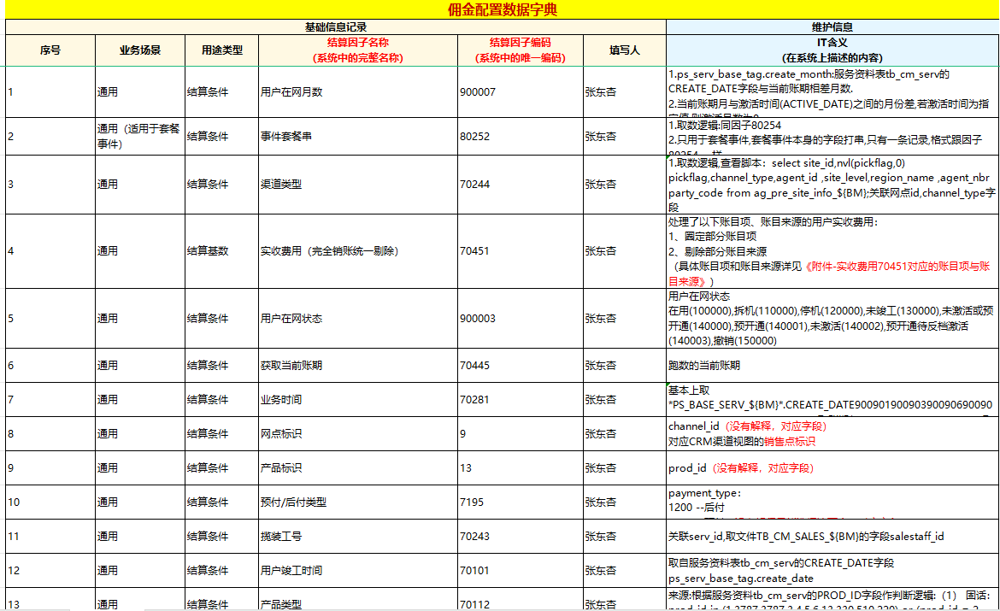 佣金配置数据字典
基础信息记录 维护信息
序号 业务场景 用途类型 结算因子名称 结算因子编码 填写人 IT含义
(系统中的完整名称) (系统中的唯一编码) (在系统上描述的内容)
1 通用 结算条件 用户在网月数 900007 张东杏
1.ps_serv_base_tag.create_month:服务资料表tb_cm_serv的
CREATE_DATE字段与当前账期相差月数.
2.当前账期月与激活时间(ACTIVE_DATE)之间的月份差,若激活时间为指
2 通用（适用于套餐事件） 结算条件 事件套餐串 80252 张东杏
1.取数逻辑:同因子80254
2.只用于套餐事件,套餐事件本身的字段打串,只有一条记录,格式跟因子
3 通用 结算条件 渠道类型 70244 张东杏
1.取数逻辑,查看脚本：select site_id,nvl(pickflag,0)
pickflag,channel_type,agent_id ,site_level,region_name ,agent_nbr
party_code from ag_pre_site_info_${BM};关联网点id,channel_type字
段
4 通用 结算基数 实收费用（完全销账统一剔除） 70451 张东杏
处理了以下账目项、账目来源的用户实收费用：
1、圈定部分账目项
2、剔除部分账目来源
（具体账目项和账目来源详见《附件-实收费用70451对应的账目项与账
目来源》）
5 通用 结算条件 用户在网状态 900003 张东杏
用户在网状态
在用(100000),拆机(110000),停机(120000),未竣工(130000),未激活或预
开通(140000),预开通(140001),未激活(140002),预开通待反档激活
(140003),撤销(150000)
6 通用 结算条件 获取当前账期 70445 张东杏 跑数的当前账期
7 通用 结算条件 业务时间 70281 张东杏
基本上取
*PS_BASE_SERV_${BM}*.CREATE_DATE90090190090390090690090
8 通用 结算条件 网点标识 9 张东杏
channel_id（没有解释，对应字段）
对应CRM渠道视图的销售点标识
9 通用 结算条件 产品标识 13 张东杏 prod_id（没有解释，对应字段）
10 通用 结算条件 预付/后付类型 7195 张东杏
payment_type：
1200 --后付
11 通用 结算条件 揽装工号 70243 张东杏 关联serv_id,取文件TB_CM_SALES_${BM}的字段salestaff_id
12 通用 结算条件 用户竣工时间 70101 张东杏
取自服务资料表tb_cm_serv的CREATE_DATE字段
ps_serv_base_tag.create_date
13 通用 结算条件 产品类型 70112 张东杏
来源:根据服务资料tb_cm_serv的PROD_ID字段作判断逻辑:（1） 固话: